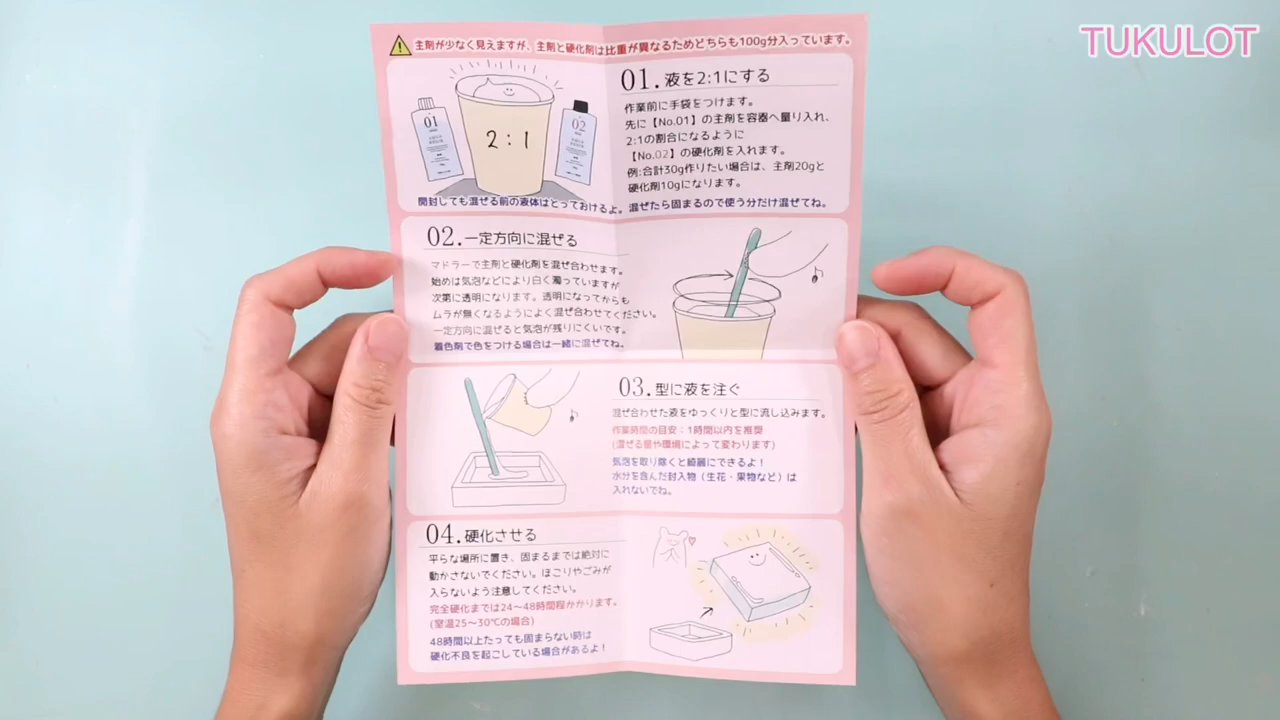 TUKULOT
主剤が少なく見えますが、主剤と硬化剤は比重が異なるためどちらも100g分入っています。
01
02
2:1
01. 液を2:1にする
作業前に手袋をつけます。
先に【No.01】の主剤を容器へ量り入れ、
2:1の割合になるように
【No.02】の硬化剤を入れます。
例:合計30g作りたい場合は、主剤20gと
硬化剤10gになります。
開封しても混ぜる前の液体はとっておけるよ。混ぜたら固まるので使う分だけ混ぜてね。
02.一定方向に混ぜる
マドラーで主剤と硬化剤を混ぜ合わせます。
始めは気泡などにより白く濁っていますが
次第に透明になります。透明になってからも
ムラが無くなるようによく混ぜ合わせてください。
一定方向に混ぜると気泡が残りにくいです。
着色剤で色をつける場合は一緒に混ぜてね。
03.型に液を注ぐ
混ぜ合わせた液をゆっくりと型に流し込みます。
作業時間の目安：1時間以内を推奨
(混ぜる量や環境によって変わります)
気泡を取り除くと綺麗にできるよ！
水分を含んだ封入物（生花・果物など）は
入れないでね。
04.硬化させる
平らな場所に置き、固まるまでは絶対に
動かさないでください。ほこりやごみが
入らないよう注意してください。
完全硬化までは24〜48時間程かかります。
(室温25〜30℃の場合)
48時間以上たっても固まらない時は
硬化不良を起こしている場合があるよ！